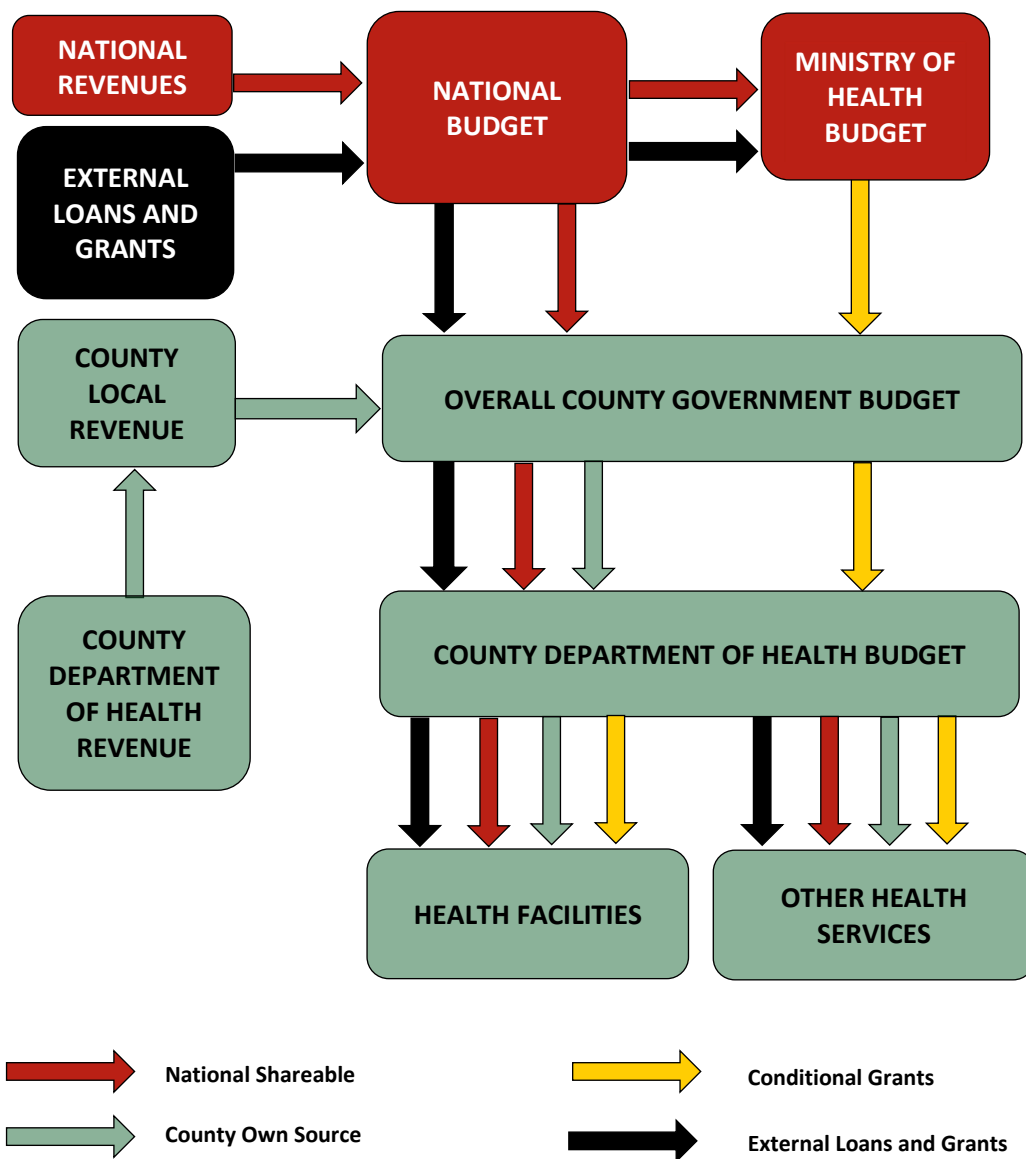 NATIONAL
REVENUES
NATIONAL
BUDGET
MINISTRY OF
HEALTH
BUDGET
EXTERNAL
LOANS AND
GRANTS
COUNTY
LOCAL
REVENUE
OVERALL COUNTY GOVERNMENT BUDGET
COUNTY
DEPARTMENT
OF HEALTH
REVENUE
COUNTY DEPARTMENT OF HEALTH BUDGET
HEALTH FACILITIES
OTHER HEALTH
SERVICES
National Shareable
Conditional Grants
County Own Source
External Loans and Grants